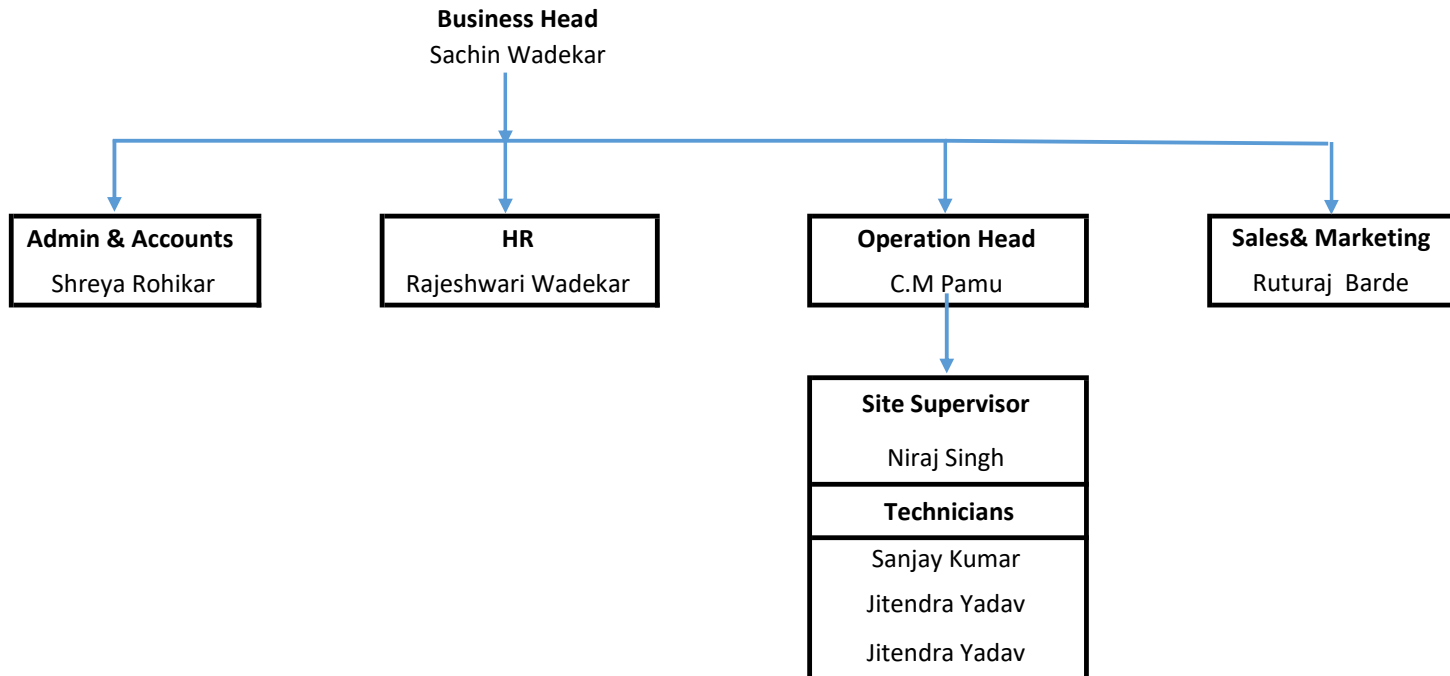 Business Head
Sachin Wadekar
Admin & Accounts
Shreya Rohikar
HR
Rajeshwari Wadekar
Operation Head
C.M Pamu
Sales& Marketing
Ruturaj  Barde
Site Supervisor
Niraj Singh
Technicians
Sanjay Kumar
Jitendra Yadav
Jitendra Yadav